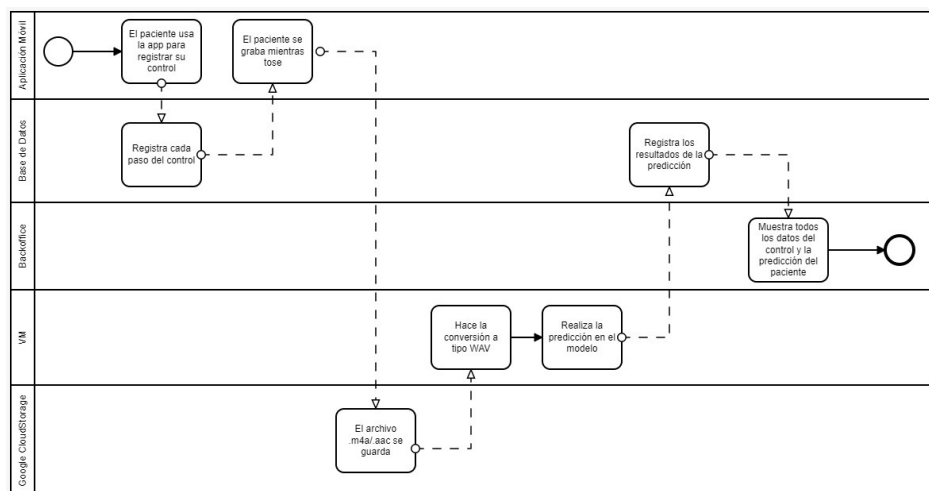 Aplicación Móvil
El paciente usa
la app para
registrar su
control
El paciente se
graba mientras
tose
Base de Datos
Registra cada
paso del control
Registra los
resultados de la
predicción
Backoffice
Muestra todos
los datos del
control y la
predicción del
paciente
VM
Hace la
conversión a
tipo WAV
Realiza la
predicción en el
modelo
Google CloudStorage
El archivo
.m4a/.aac se
guarda